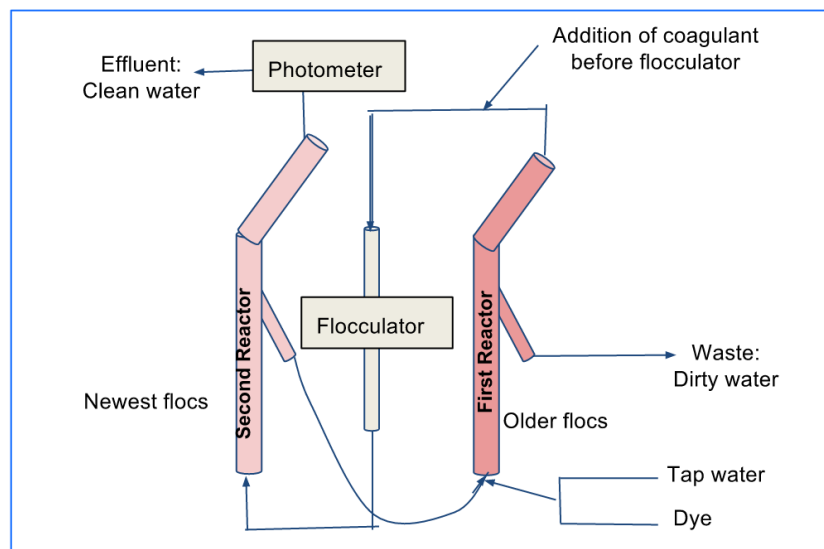 Effluent:
Clean water
Photometer
Addition of coagulant
before flocculator
Second Reactor
Flocculator
First Reactor
Waste:
Dirty water
Newest flocs
Older flocs
Tap water
Dye